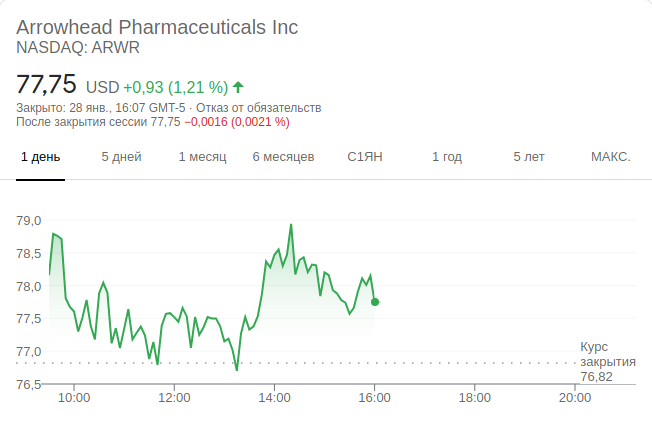 Arrowhead Pharmaceuticals Inc
NASDAQ: ARWR
77,75 USD +0,93 (1,21 %)
Закрыто: 28 янв., 16:07 GMT-5 · Отказ от обязательств
После закрытия сессии 77,75 −0,0016 (0,0021 %)
1 день 5 дней 1 месяц 6 месяцев С1ЯН 1 год 5 лет МАКС.
79,0
78,5
78,0
77,5
77,0
76,5
Курс
закрытия
76,82
10:00 12:00 14:00 16:00 18:00 20:00